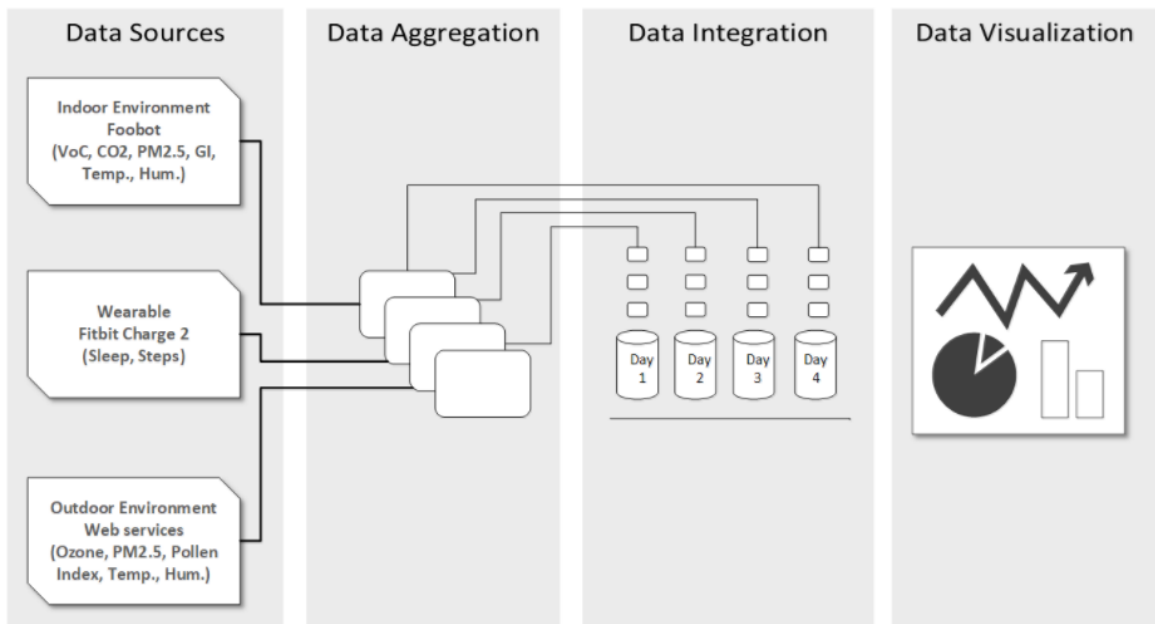 Data Sources
Data Aggregation
Data Integration
Data Visualization
Indoor Environment
Foobot
(VoC, CO2, PM2.5, GI,
Temp., Hum.)
Wearable
Fitbit Charge 2
(Sleep, Steps)
Outdoor Environment
Web services
(Ozone, PM2.5, Pollen
Index, Temp., Hum.)
Day
1
Day
2
Day
3
Day
4